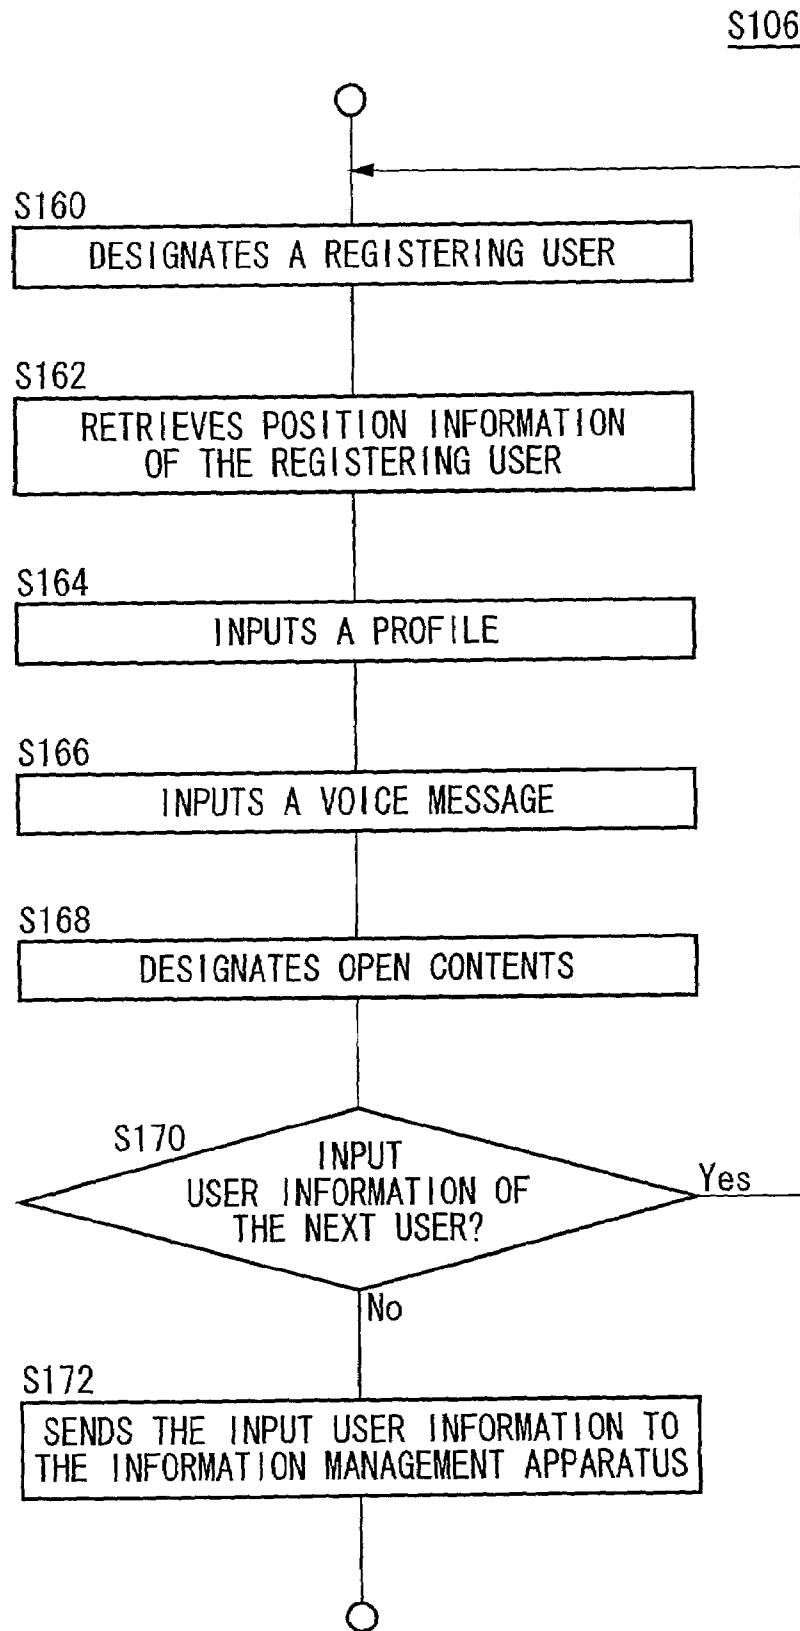 S106
S160
DESIGNATES A REGISTERING USER
S162
RETRIEVES POSITION INFORMATION
OF THE REGISTERING USER
S164
INPUTS A PROFILE
S166
INPUTS A VOICE MESSAGE
S168
DESIGNATES OPEN CONTENTS
S170
INPUT
USER INFORMATION OF
THE NEXT USER?
Yes
No
S172
SENDS THE INPUT USER INFORMATION TO
THE INFORMATION MANAGEMENT APPARATUS